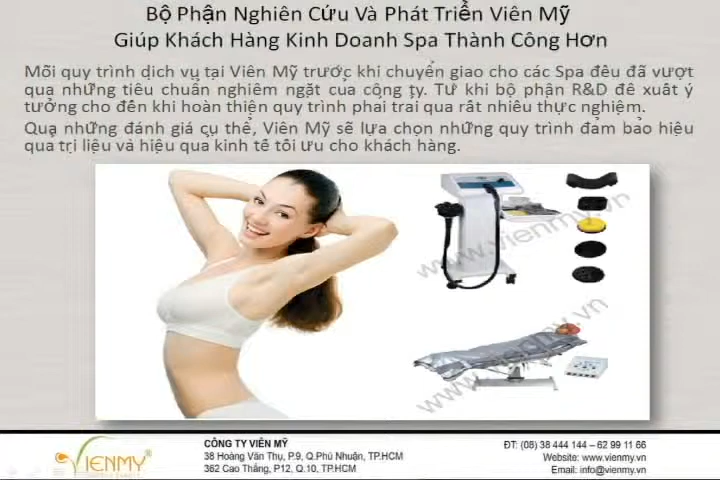 Bộ Phận Nghiên Cứu Và Phát Triển Viên Mỹ
Giúp Khách Hàng Kinh Doanh Spa Thành Công Hơn
Mỗi quy trình dịch vụ tại Viên Mỹ trước khi chuyển giao cho các Spa đều đã vượt
qua những tiêu chuẩn nghiêm ngặt của công ty. Từ khi bộ phận R&D đề xuất ý
tưởng cho đến khi hoàn thiện quy trình phải trải qua rất nhiều thực nghiệm.
Qua những đánh giá cụ thể, Viên Mỹ sẽ lựa chọn những quy trình đảm bảo hiệu
quả trị liệu và hiệu quả kinh tế tối ưu cho khách hàng.
www.vienmy.vn
www.vienmy.vn
VIENMY®
CÔNG TY VIÊN MỸ
38 Hoàng Văn Thụ, P.9, Q.Phú Nhuận, TP.HCM
362 Cao Thắng, P12, Q.10, TP.HCM
ĐT: (08) 38 444 144 – 62 99 11 66
Website: www.vienmy.vn
Email: info@vienmy.vn